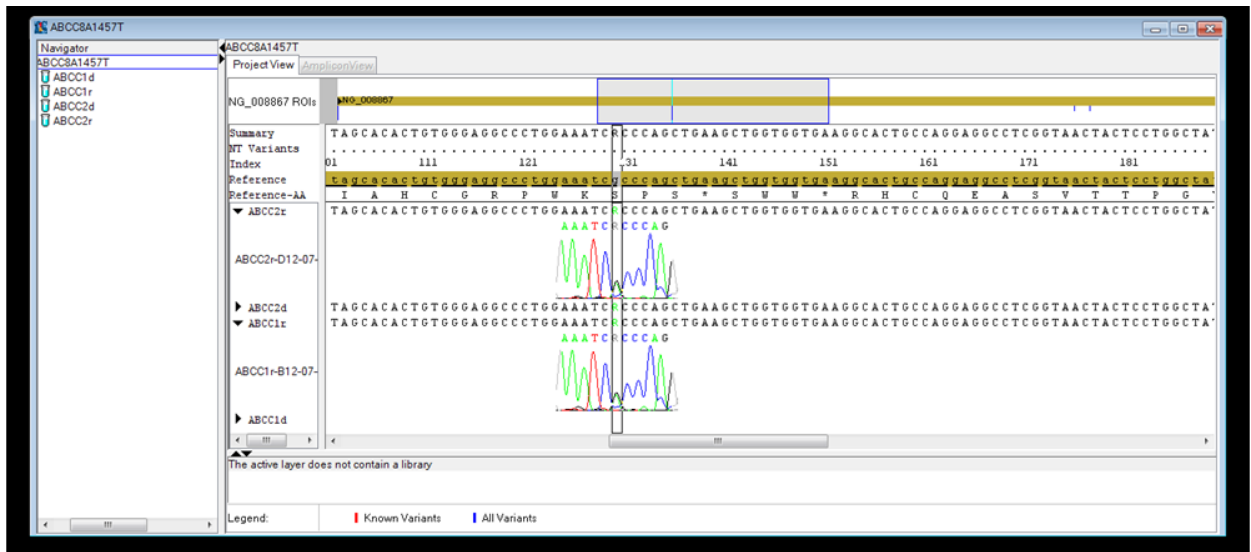 ABCC8A1457T
Navigator
ABCC8A1457T
ABCC1d
ABCC1r
ABCC2d
ABCC2r
ABCC8A1457T
Project View AmpliconView
NG_008867 ROIs NG_008867
Summary TAGCACACTGTGGGAGGCCCTGGAAATCRCCCAGCTGAAGCTGGTGGTGAAGGCACTGCCAGGAGGCCTCGGTAACTACTCCTGGCTA
NT Variants
Index 01 111 121 131 141 151 161 171 181
Reference tagcacactgtgggaggccctggaaatcgcccagctgaagctggtggtgaaggcactgccaggaggcctcggtaactactcctggcta
Reference-AA I A H C G R P W K S P S * S W W * R H C Q E A S V T T P G
ABCC2r TAGCACACTGTGGGAGGCCCTGGAAATCRCCCAGCTGAAGCTGGTGGTGAAGGCACTGCCAGGAGGCCTCGGTAACTACTCCTGGCTA
AAATCRCCCAG
ABCC2r-D12-07-
ABCC2d TAGCACACTGTGGGAGGCCCTGGAAATCRCCCAGCTGAAGCTGGTGGTGAAGGCACTGCCAGGAGGCCTCGGTAACTACTCCTGGCTA
ABCC1r TAGCACACTGTGGGAGGCCCTGGAAATCRCCCAGCTGAAGCTGGTGGTGAAGGCACTGCCAGGAGGCCTCGGTAACTACTCCTGGCTA
AAATCRCCCAG
ABCC1r-B12-07-
ABCC1d
The active layer does not contain a library
Legend: Known Variants All Variants